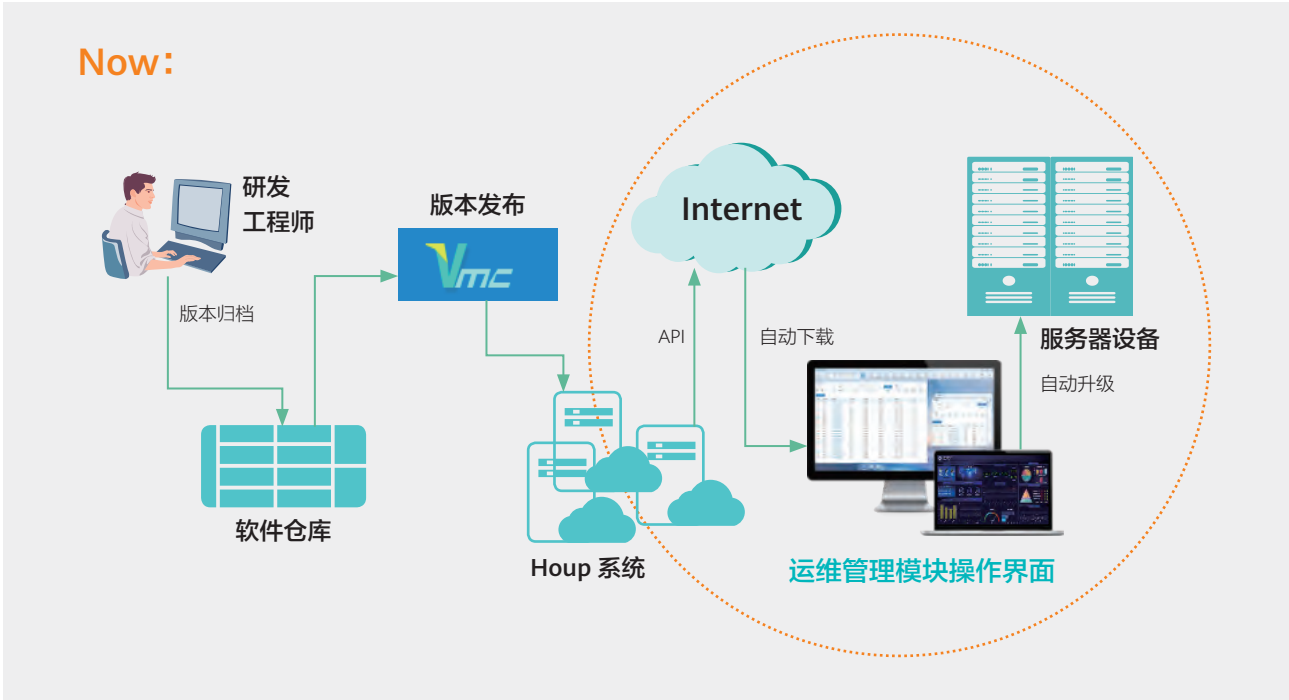 Now：
研发
工程师
版本归档
软件仓库
版本发布
Vmc
Houp 系统
API
Internet
自动下载
运维管理模块操作界面
服务器设备
自动升级